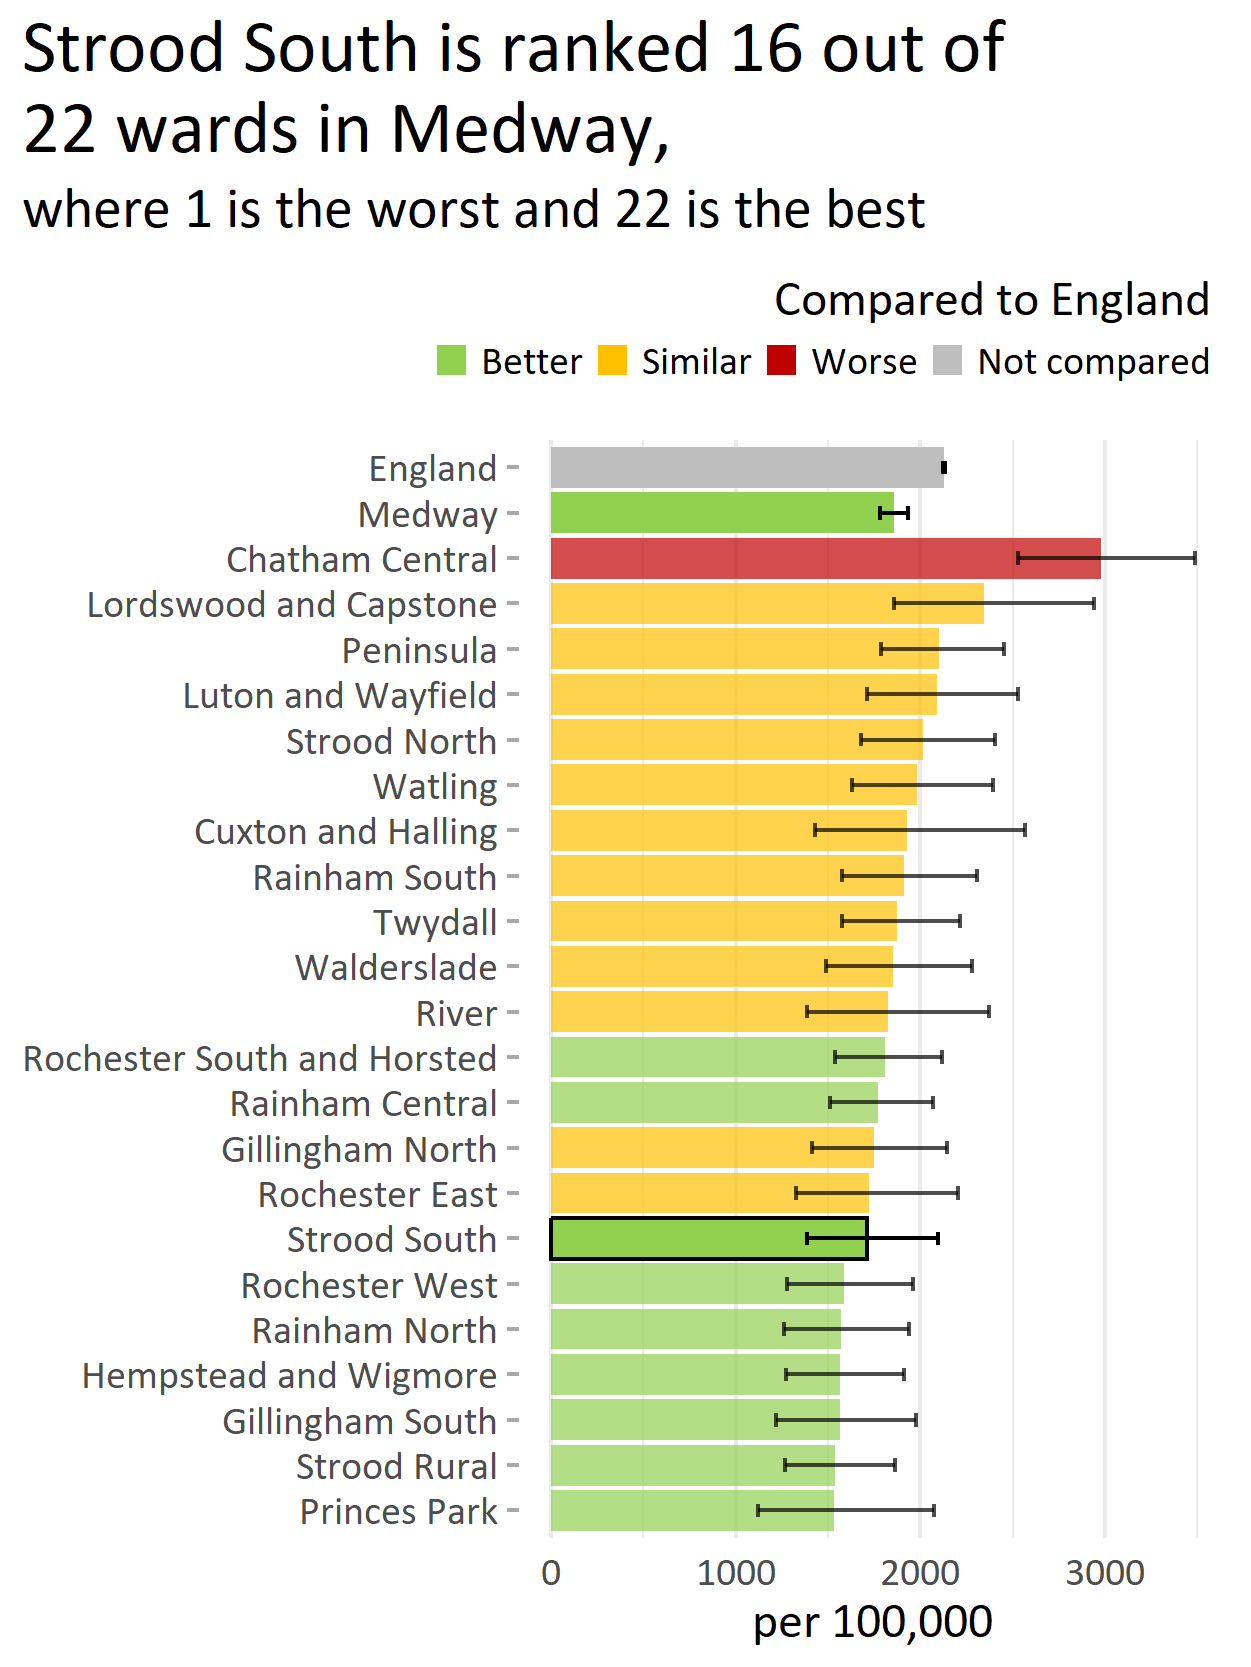 Strood South is ranked 16 out of
22 wards in Medway,
where 1 is the worst and 22 is the best
Compared to England
Better Similar Worse Not compared
England
Medway
Chatham Central
Lordswood and Capstone
Peninsula
Luton and Wayfield
Strood North
Watling
Cuxton and Halling
Rainham South
Twydall
Walderslade
River
Rochester South and Horsted
Rainham Central
Gillingham North
Rochester East
Strood South
Rochester West
Rainham North
Hempstead and Wigmore
Gillingham South
Strood Rural
Princes Park
0 1000 2000 3000
per 100,000